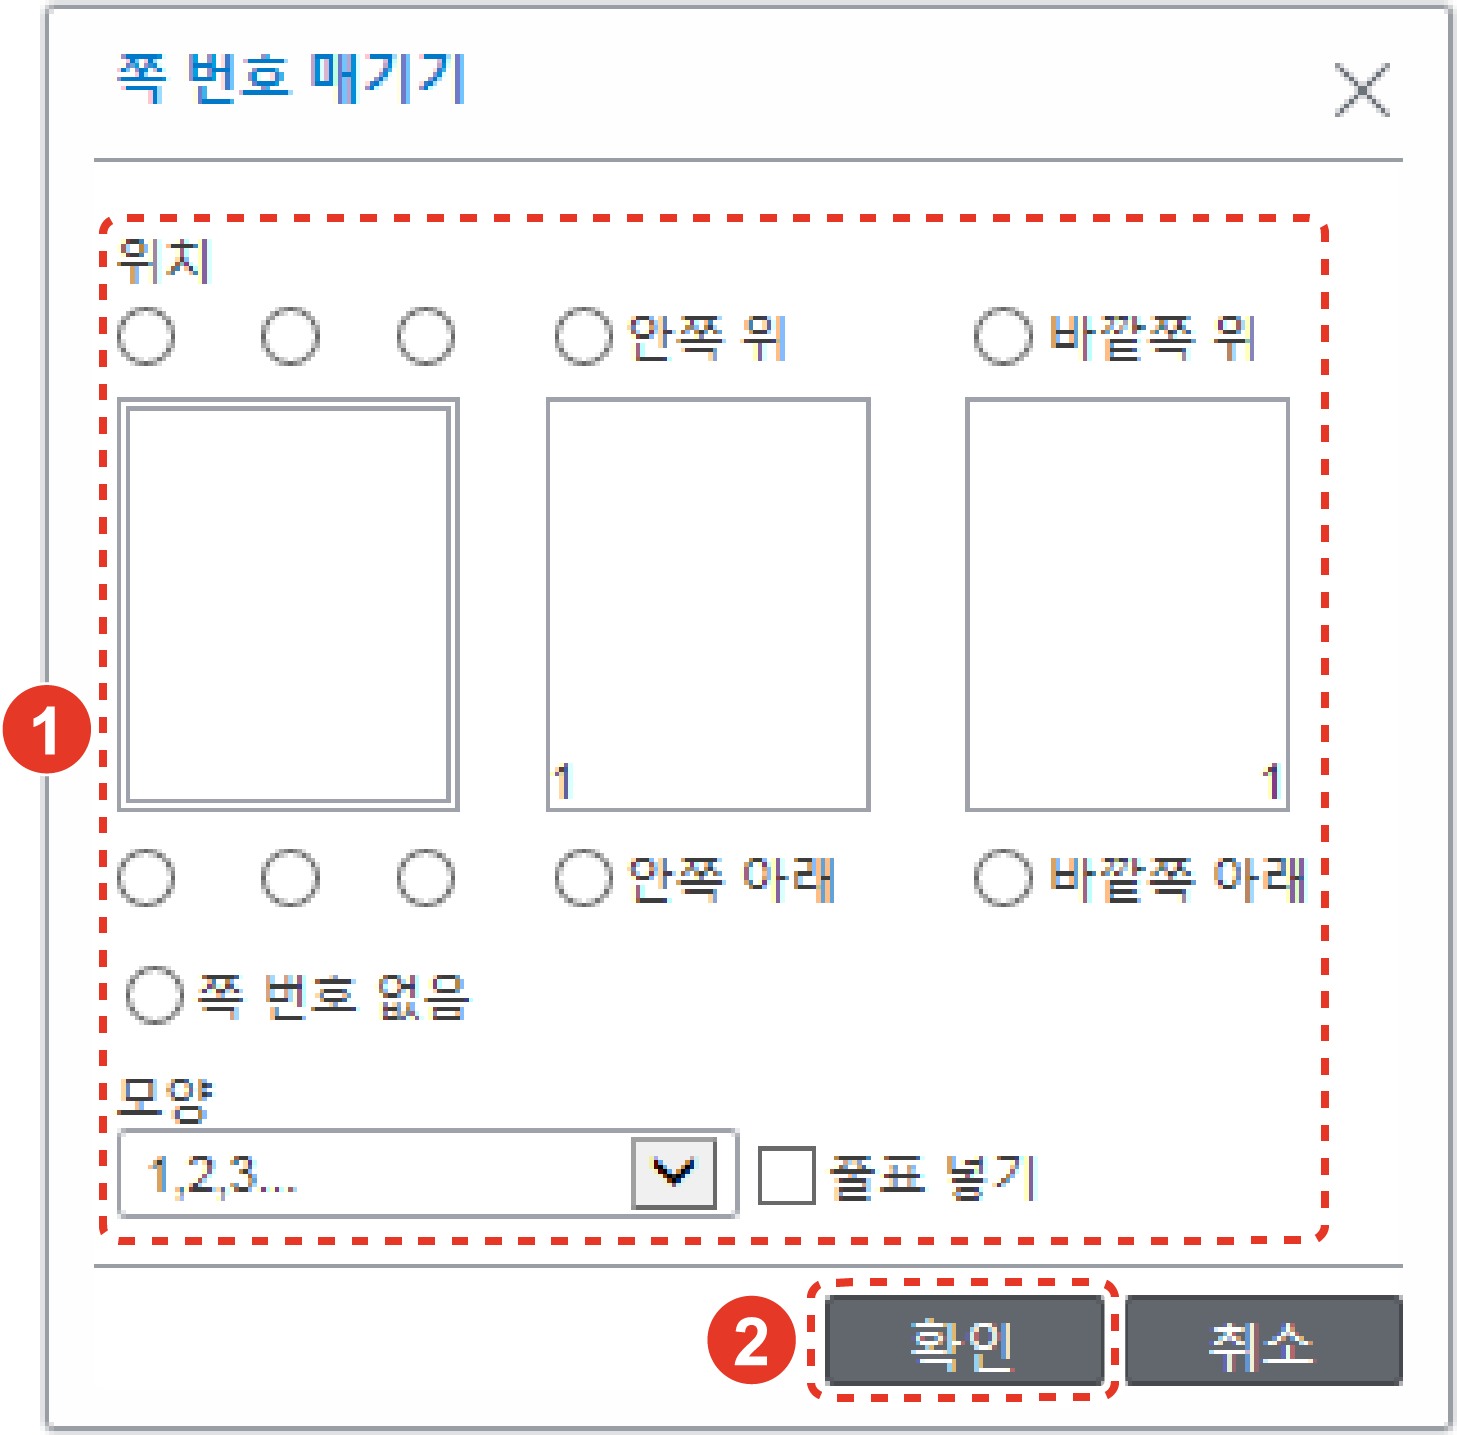 쪽 번호 매기기
위치
안쪽 위 바깥쪽 위
1 1
1
안쪽 아래 바깥쪽 아래
쪽 번호 없음
모양
1,2,3... 줄표 넣기
2 확인 취소